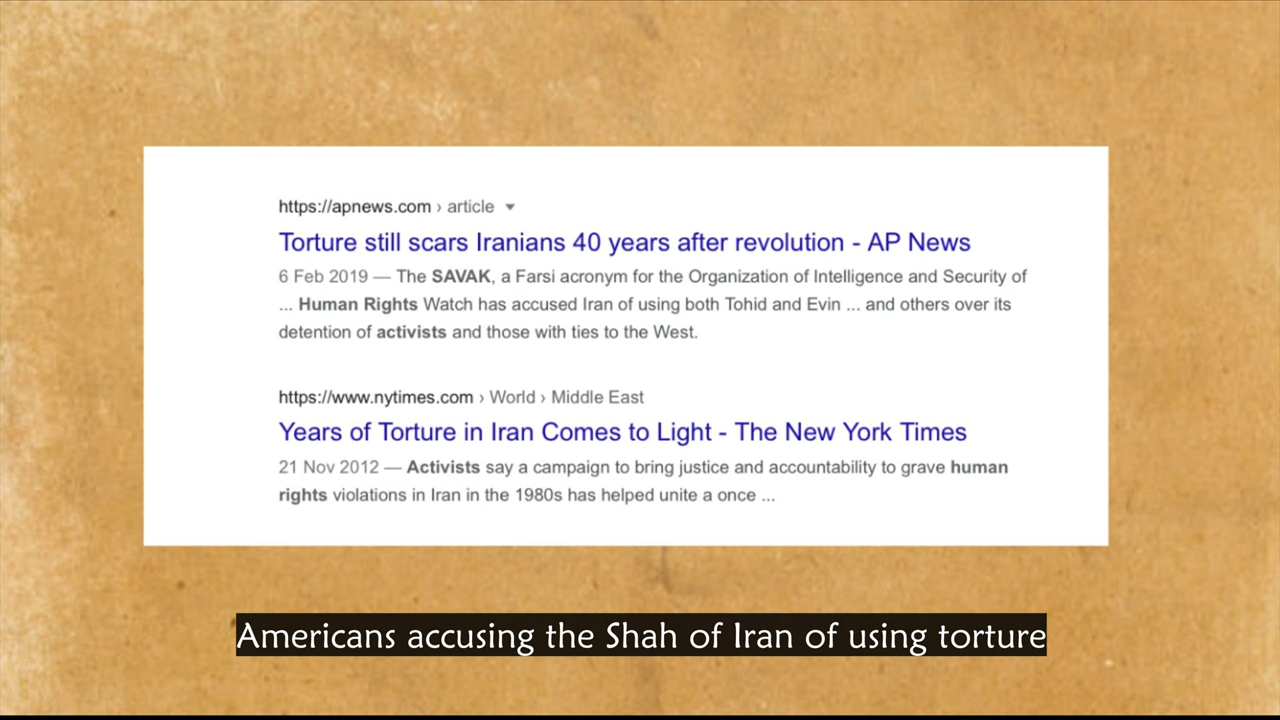 https://apnews.com › article
Torture still scars Iranians 40 years after revolution - AP News
6 Feb 2019 — The SAVAK, a Farsi acronym for the Organization of Intelligence and Security of
... Human Rights Watch has accused Iran of using both Tohid and Evin ... and others over its
detention of activists and those with ties to the West.
https://www.nytimes.com › World › Middle East
Years of Torture in Iran Comes to Light - The New York Times
21 Nov 2012 — Activists say a campaign to bring justice and accountability to grave human
rights violations in Iran in the 1980s has helped unite a once ...
Americans accusing the Shah of Iran of using torture